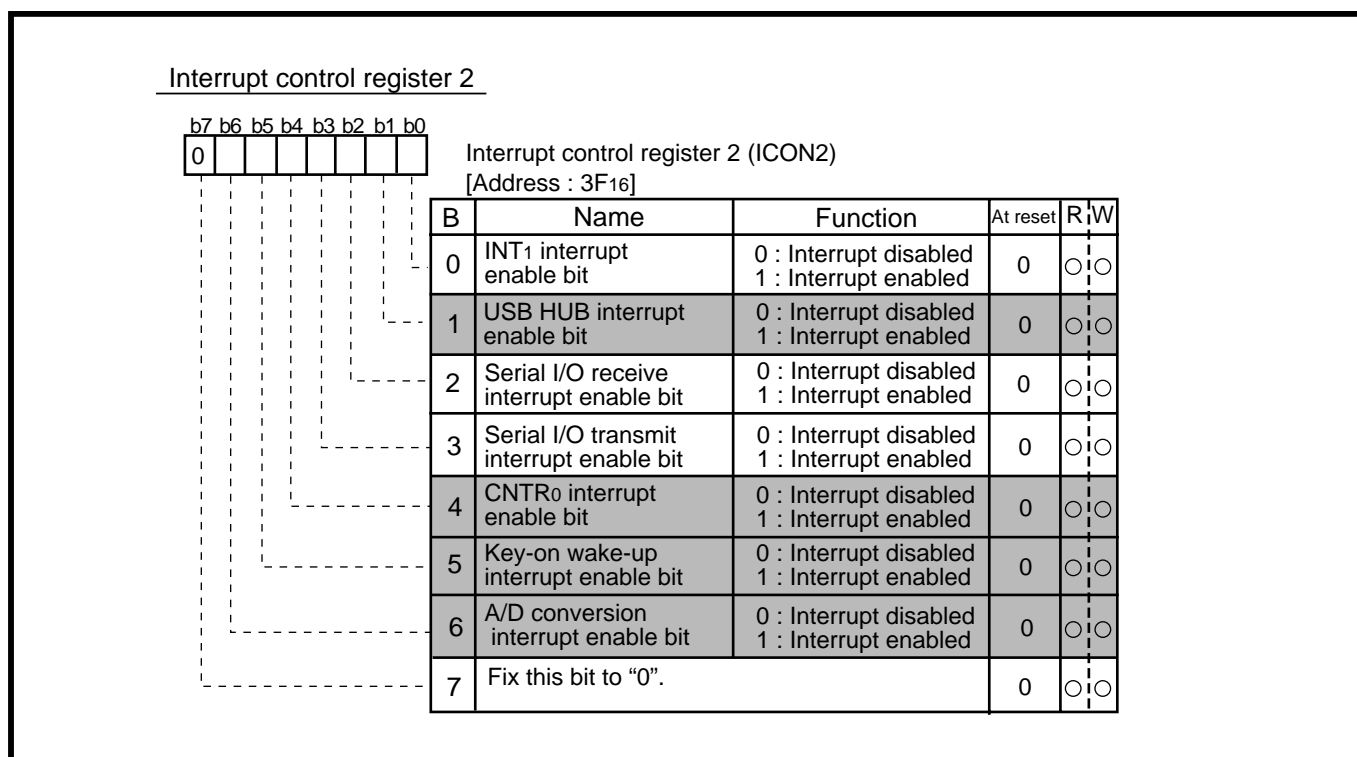 Interrupt control register 2
b7 b6 b5 b4 b3 b2 b1 b0
0
Interrupt control register 2 (ICON2)
[Address : 3F16]
B Name Function At reset R W
0 INT1 interrupt enable bit 0 : Interrupt disabled 1 : Interrupt enabled 0 ○ ○
1 USB HUB interrupt enable bit 0 : Interrupt disabled 1 : Interrupt enabled 0 ○ ○
2 Serial I/O receive interrupt enable bit 0 : Interrupt disabled 1 : Interrupt enabled 0 ○ ○
3 Serial I/O transmit interrupt enable bit 0 : Interrupt disabled 1 : Interrupt enabled 0 ○ ○
4 CNTR0 interrupt enable bit 0 : Interrupt disabled 1 : Interrupt enabled 0 ○ ○
5 Key-on wake-up interrupt enable bit 0 : Interrupt disabled 1 : Interrupt enabled 0 ○ ○
6 A/D conversion interrupt enable bit 0 : Interrupt disabled 1 : Interrupt enabled 0 ○ ○
7 Fix this bit to “0”. 0 ○ ○